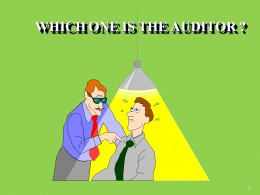 WHICH ONE IS THE AUDITOR ?